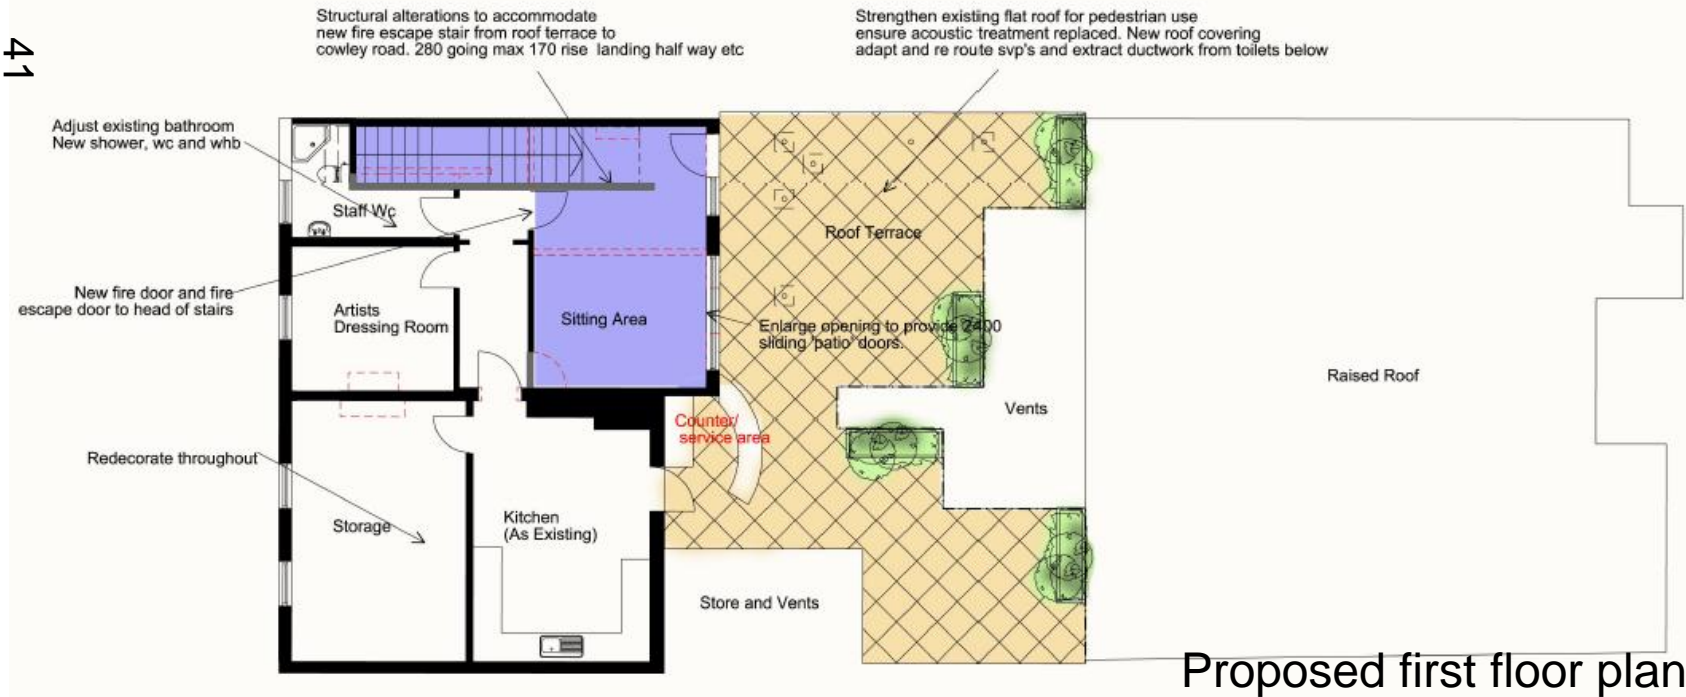 Structural alterations to accommodate
new fire escape stair from roof terrace to
cowley road. 280 going max 170 rise landing half way etc
Strengthen existing flat roof for pedestrian use
ensure acoustic treatment replaced. New roof covering
adapt and re route svp's and extract ductwork from toilets below
41
Adjust existing bathroom
New shower, wc and whb
Staff Wc
Roof Terrace
New fire door and fire
escape door to head of stairs
Artists
Dressing Room
Sitting Area
Enlarge opening to provide 2400
sliding 'patio' doors.
Raised Roof
Vents
Counter/
service area
Redecorate throughout
Storage
Kitchen
(As Existing)
Store and Vents
Proposed first floor plan